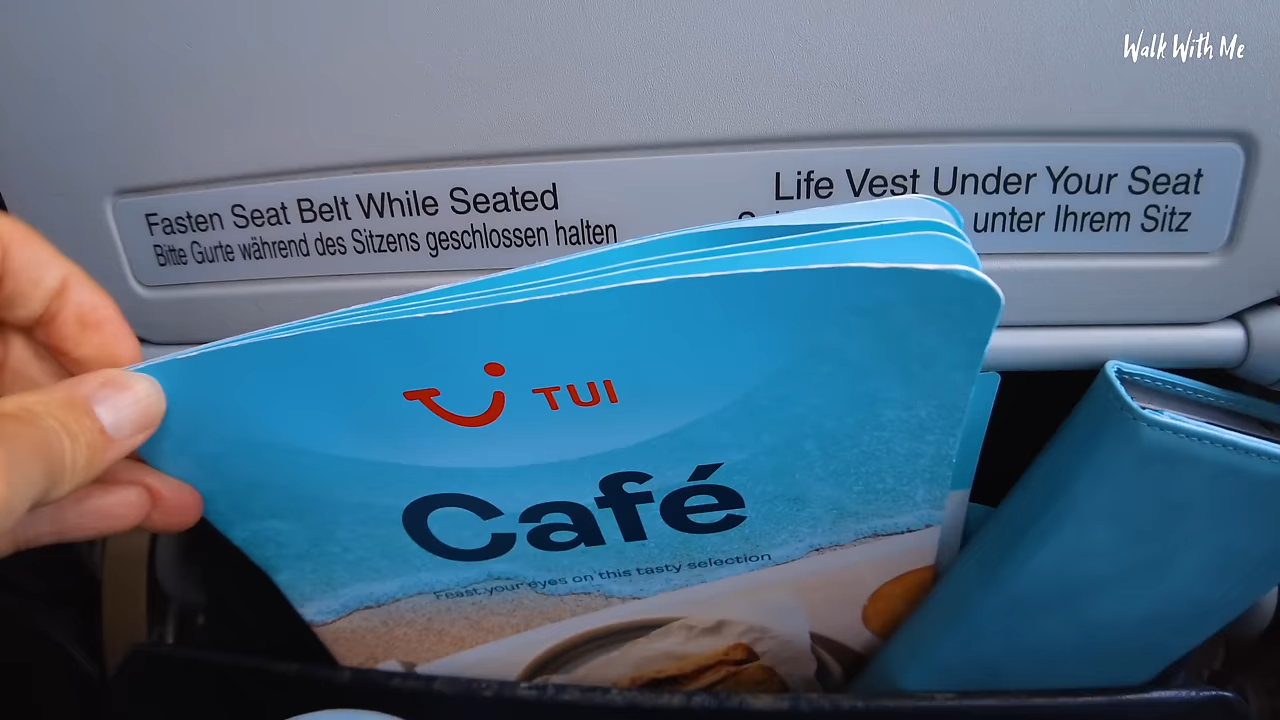 Walk With Me
Fasten Seat Belt While Seated
Bitte Gurte während des Sitzens geschlossen halten
Life Vest Under Your Seat
unter Ihrem Sitz
TUI
Café
Feast your eyes on this tasty selection